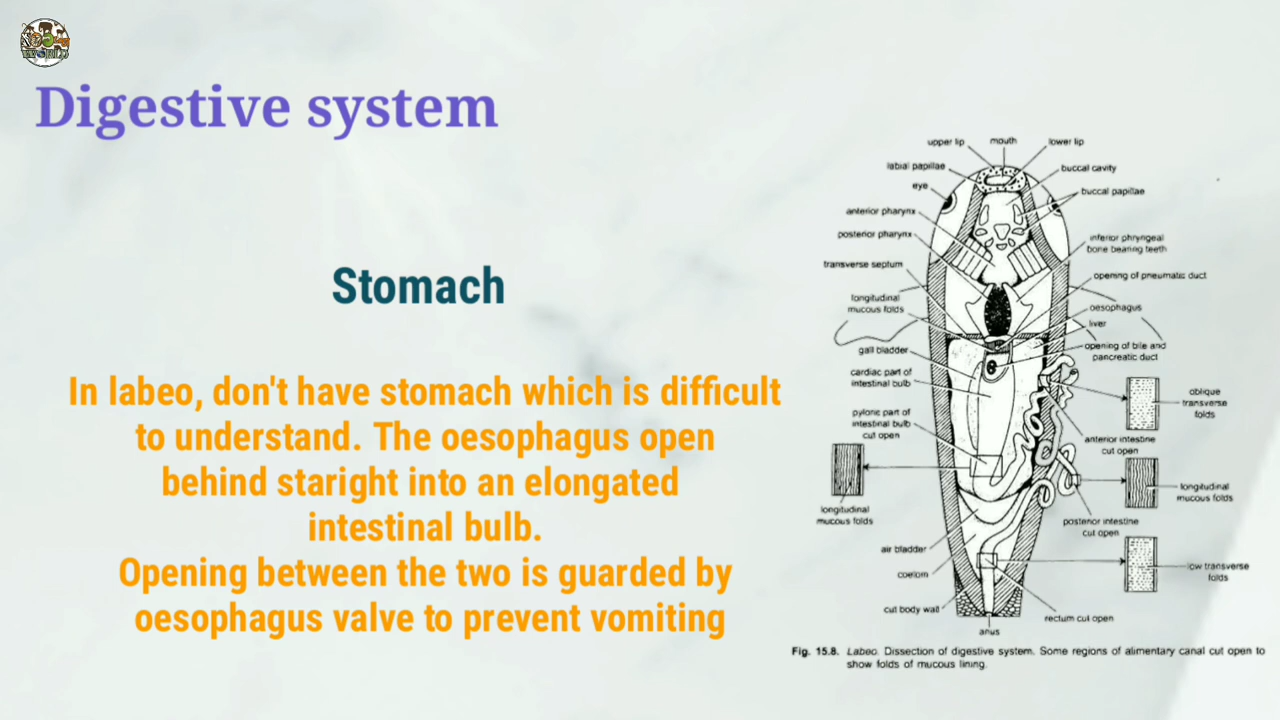 WORLD
Digestive system
Stomach
In labeo, don't have stomach which is difficult
to understand. The oesophagus open
behind staright into an elongated
intestinal bulb.
Opening between the two is guarded by
oesophagus valve to prevent vomiting
upper lip
mouth
lower lip
labial papillae
buccal cavity
eye
buccal papillae
anterior pharynx
posterior pharynx
inferior phryngeal
bone bearing teeth
transverse septum
opening of pneumatic duct
longitudinal
mucous folds
oesophagus
liver
gall bladder
opening of bile and
pancreatic duct
cardiac part of
intestinal bulb
oblique
transverse
folds
pyloric part of
intestinal bulb
cut open
anterior intestine
cut open
longitudinal
mucous folds
longitudinal
mucous folds
posterior intestine
cut open
air bladder
coelom
low transverse
folds
cut body wall
rectum cut open
anus
Fig. 15.8. Labeo. Dissection of digestive system. Some regions of alimentary canal cut open to
show folds of mucous lining.